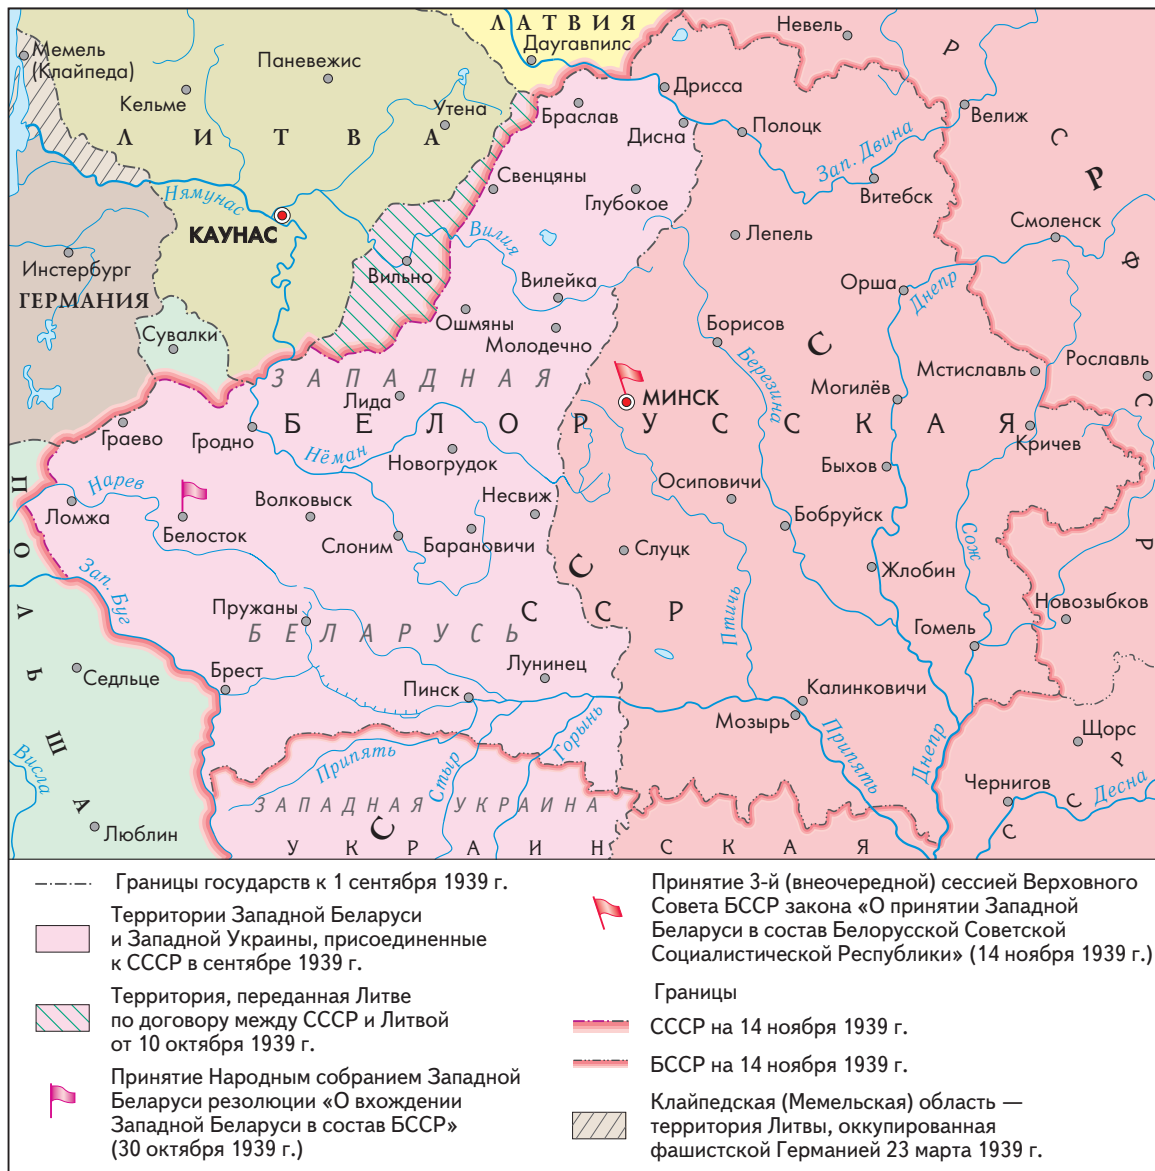 ЛАТВИЯ
Невель
Даугавпилс
Мемель
(Клайпеда)
Паневежис
Дрисса
Р
Кельме
Утена
Браслав
Дисна
Полоцк
Велиж
С
ЛИТВА
Зап. Двина
Р
Свенцяны
Глубокое
Витебск
Нямунас
КАУНАС
Вилия
Лепель
Смоленск
Ф
Инстербург
Вильно
Вилейка
Орша
Днепр
ГЕРМАНИЯ
Ошмяны
Молодечно
Сувалки
Борисов
С
Березина
Рославль
ЗАПАДНАЯ
Лида
МИНСК
Могилёв
Мстиславль
С
БЕЛОРУССКАЯ
Граево
Гродно
Нёман
Новогрудок
Быхов
Кричев
Нарев
Ломжа
Белосток
Волковыск
Несвиж
Осиповичи
Бобруйск
Сож
Р
Слоним
Барановичи
Слуцк
С
Жлобин
Зап. Буг
Пружаны
ССР
Птичь
Новозыбков
БЕЛАРУСЬ
Гомель
Седльце
Брест
Лунинец
Пинск
Калинковичи
Мозырь
ПОЛЬША
Висла
Припять
Стыр
Горынь
Припять
Днепр
Щорс
Р
ЗАПАДНАЯ УКРАИНА
Чернигов
Десна
С
С
Люблин
С
УКРАИНСКАЯ
Границы государств к 1 сентября 1939 г.
Территории Западной Беларуси
и Западной Украины, присоединенные
к СССР в сентябре 1939 г.
Территория, переданная Литве
по договору между СССР и Литвой
от 10 октября 1939 г.
Принятие Народным собранием Западной
Беларуси резолюции «О вхождении
Западной Беларуси в состав БССР»
(30 октября 1939 г.)
Принятие 3-й (внеочередной) сессией Верховного
Совета БССР закона «О принятии Западной
Беларуси в состав Белорусской Советской
Социалистической Республики» (14 ноября 1939 г.)
Границы
СССР на 14 ноября 1939 г.
БССР на 14 ноября 1939 г.
Клайпедская (Мемельская) область —
территория Литвы, оккупированная
фашистской Германией 23 марта 1939 г.